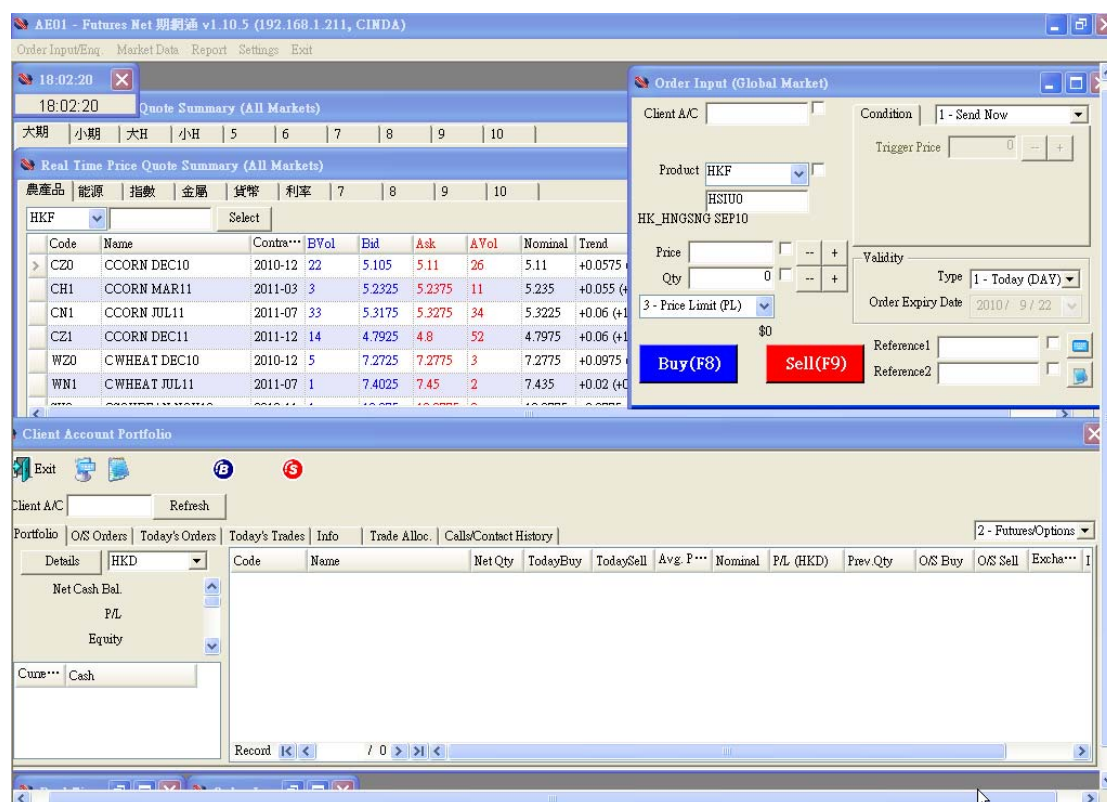 AE01 - Futures Net 期網通 v1.10.5 (192.168.1.211, CINDA)
Order Input/Enq. Market Data Report Settings Exit
18:02:20
18:02:20
Quote Summary (All Markets)
大期 小期 大H 小H 5 6 7 8 9 10
Real Time Price Quote Summary (All Markets)
農產品 能源 指數 金屬 貨幣 利率 7 8 9 10
HKF Select
Code Name Contra... BVol Bid Ask AVol Nominal Trend
CZ0 CCORN DEC10 2010-12 22 5.105 5.11 26 5.11 +0.0575
CH1 CCORN MAR11 2011-03 3 5.2325 5.2375 11 5.235 +0.055 (+
CN1 CCORN JUL11 2011-07 33 5.3175 5.3275 34 5.3225 +0.06 (+1
CZ1 CCORN DEC11 2011-12 14 4.7925 4.8 52 4.7975 +0.06 (+1
WZ0 CWHEAT DEC10 2010-12 5 7.2725 7.2775 3 7.2775 +0.0975
WN1 CWHEAT JUL11 2011-07 1 7.4025 7.45 2 7.435 +0.02 (+0
Order Input (Global Market)
Client A/C
Condition 1 - Send Now
Trigger Price 0 -- +
Product HKF
HSIU0
HK_HNGSNG SEP10
Price -- +
Qty 0 -- +
3 - Price Limit (PL)
$0
Buy(F8) Sell(F9)
Validity
Type 1 - Today (DAY)
Order Expiry Date 2010/ 9/22
Reference1
Reference2
Client Account Portfolio
Exit B S
Client A/C Refresh
Portfolio O/S Orders Today's Orders Today's Trades Info Trade Alloc. Calls/Contact History 2 - Futures/Options
Details HKD
Net Cash Bal.
P/L
Equity
Curre... Cash
Code Name Net Qty TodayBuy TodaySell Avg. P... Nominal P/L (HKD) Prev.Qty O/S Buy O/S Sell Excha... I
Record / 0